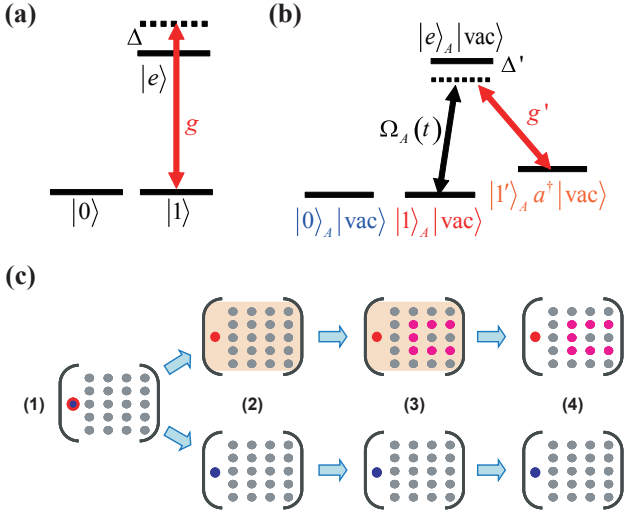 (a)
Δ
|e⟩
g
|0⟩
|1⟩
(b)
|e⟩_A |vac⟩
Δ'
Ω_A (t)
g'
|0⟩_A |vac⟩
|1⟩_A |vac⟩
|1'⟩_A a† |vac⟩
(c)
(1)
(2)
(3)
(4)